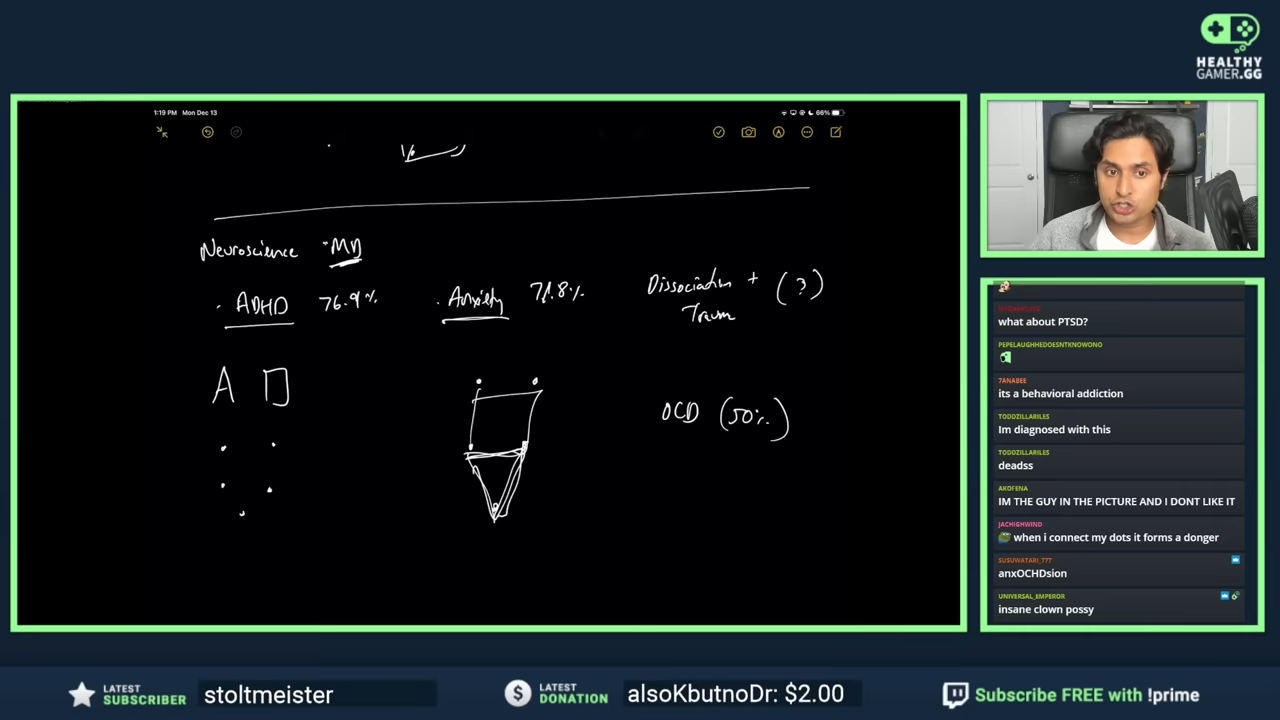 HEALTHY
GAMER.GG
1:19 PM Mon Dec 13
66%
Neuroscience MD
ADHD 76.9%
Anxiety 71.8%
Dissociation + (?)
Trauma
A D
OCD (50%)
what about PTSD?
PEPELAUGHHEDOESNTKNOWONO
7ANABEE
its a behavioral addiction
TODDZILLARILES
Im diagnosed with this
TODDZILLARILES
deadss
AKOFENA
IM THE GUY IN THE PICTURE AND I DONT LIKE IT
JACHIGHWIND
when i connect my dots it forms a donger
SUSUWATARI_777
anxOCHDsion
UNIVERSAL_EMPEROR
insane clown possy
LATEST
SUBSCRIBER
stoltmeister
LATEST
DONATION
alsoKbutnoDr: $2.00
Subscribe FREE with !prime